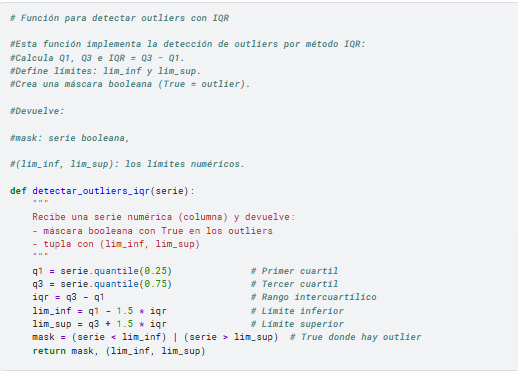 # Función para detectar outliers con IQR
#Esta función implementa la detección de outliers por método IQR:
#Calcula Q1, Q3 e IQR = Q3 - Q1.
#Define límites: lim_inf y lim_sup.
#Crea una máscara booleana (True = outlier).
#Devuelve:
#mask: serie booleana,
#(lim_inf, lim_sup): los límites numéricos.
def detectar_outliers_iqr(serie):
    """
    Recibe una serie numérica (columna) y devuelve:
    - máscara booleana con True en los outliers
    - tupla con (lim_inf, lim_sup)
    """
    q1 = serie.quantile(0.25)              # Primer cuartil
    q3 = serie.quantile(0.75)              # Tercer cuartil
    iqr = q3 - q1                          # Rango intercuartílico
    lim_inf = q1 - 1.5 * iqr               # Límite inferior
    lim_sup = q3 + 1.5 * iqr               # Límite superior
    mask = (serie < lim_inf) | (serie > lim_sup)  # True donde hay outlier
    return mask, (lim_inf, lim_sup)